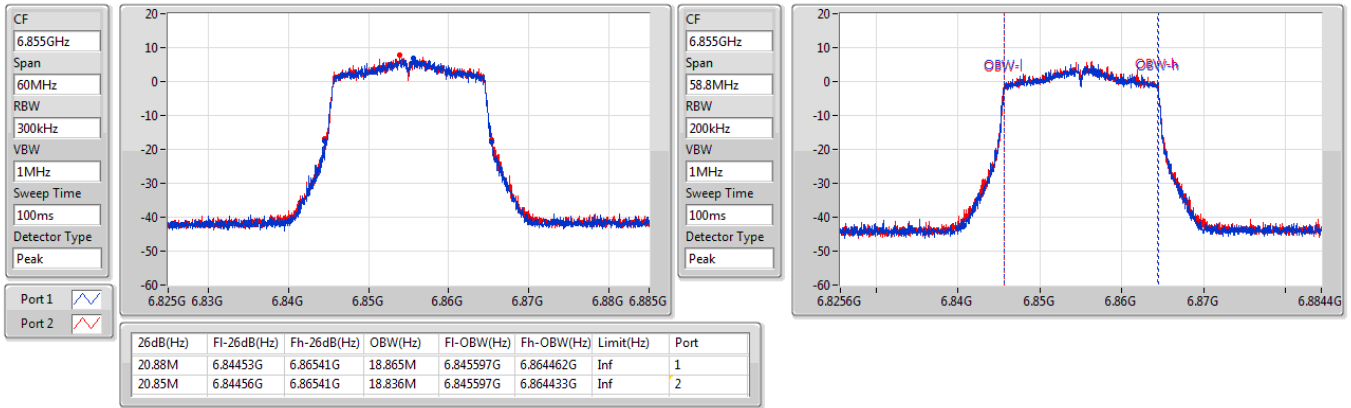 CF
6.855GHz
Span
60MHz
RBW
300kHz
VBW
1MHz
Sweep Time
100ms
Detector Type
Peak
Port 1
Port 2
20
10
0
-10
-20
-30
-40
-50
-60
6.825G 6.83G 6.84G 6.85G 6.86G 6.87G 6.88G 6.885G
CF
6.855GHz
Span
58.8MHz
RBW
200kHz
VBW
1MHz
Sweep Time
100ms
Detector Type
Peak
20
10
0
-10
-20
-30
-40
-50
-60
OBW-l OBW-h
6.8256G 6.84G 6.85G 6.86G 6.87G 6.8844G
26dB(Hz) Fl-26dB(Hz) Fh-26dB(Hz) OBW(Hz) Fl-OBW(Hz) Fh-OBW(Hz) Limit(Hz) Port
20.88M 6.84453G 6.86541G 18.865M 6.845597G 6.864462G Inf 1
20.85M 6.84456G 6.86541G 18.836M 6.845597G 6.864433G Inf 2